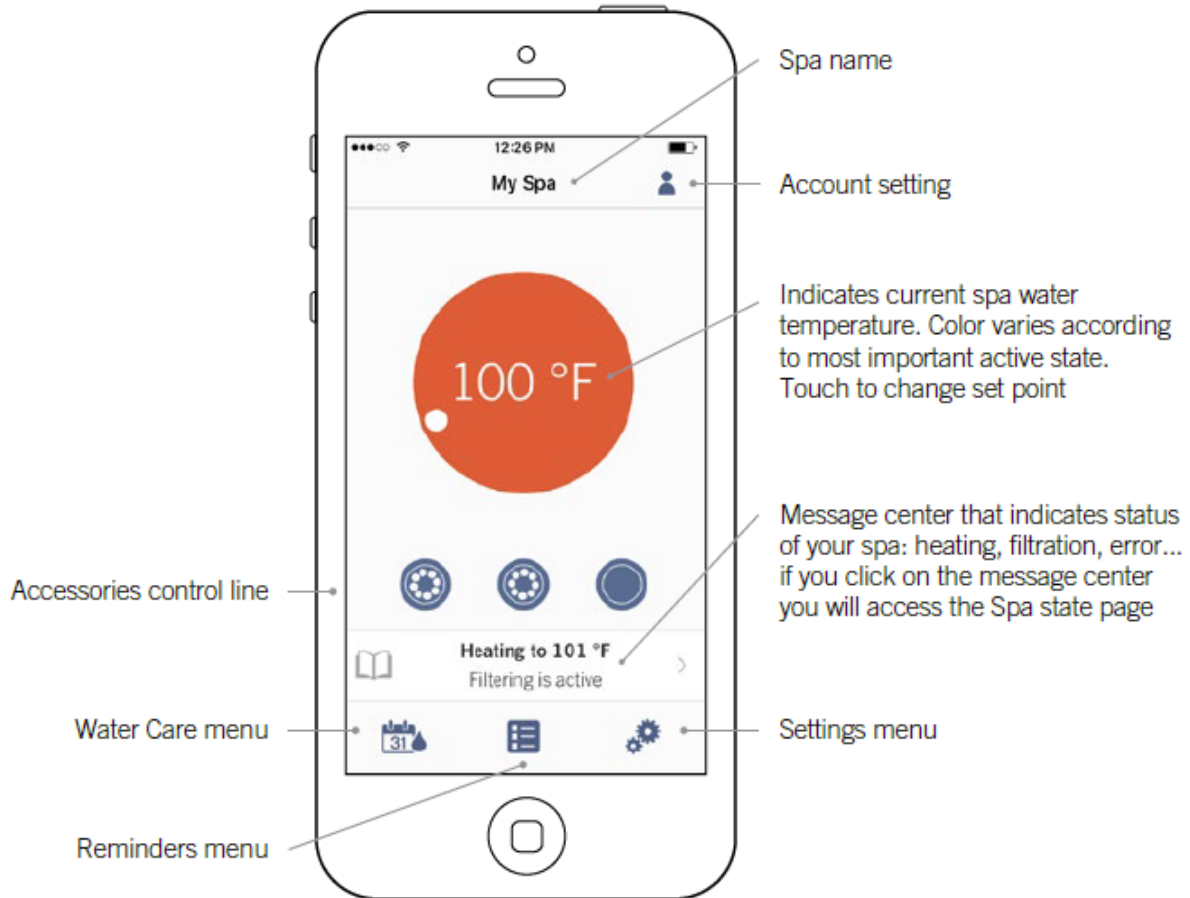 Spa name
12:26 PM
My Spa
Account setting
Indicates current spa water
temperature. Color varies according
to most important active state.
Touch to change set point
100 °F
Message center that indicates status
of your spa: heating, filtration, error...
if you click on the message center
you will access the Spa state page
Accessories control line
Heating to 101 °F
Filtering is active
Water Care menu
31
Settings menu
Reminders menu